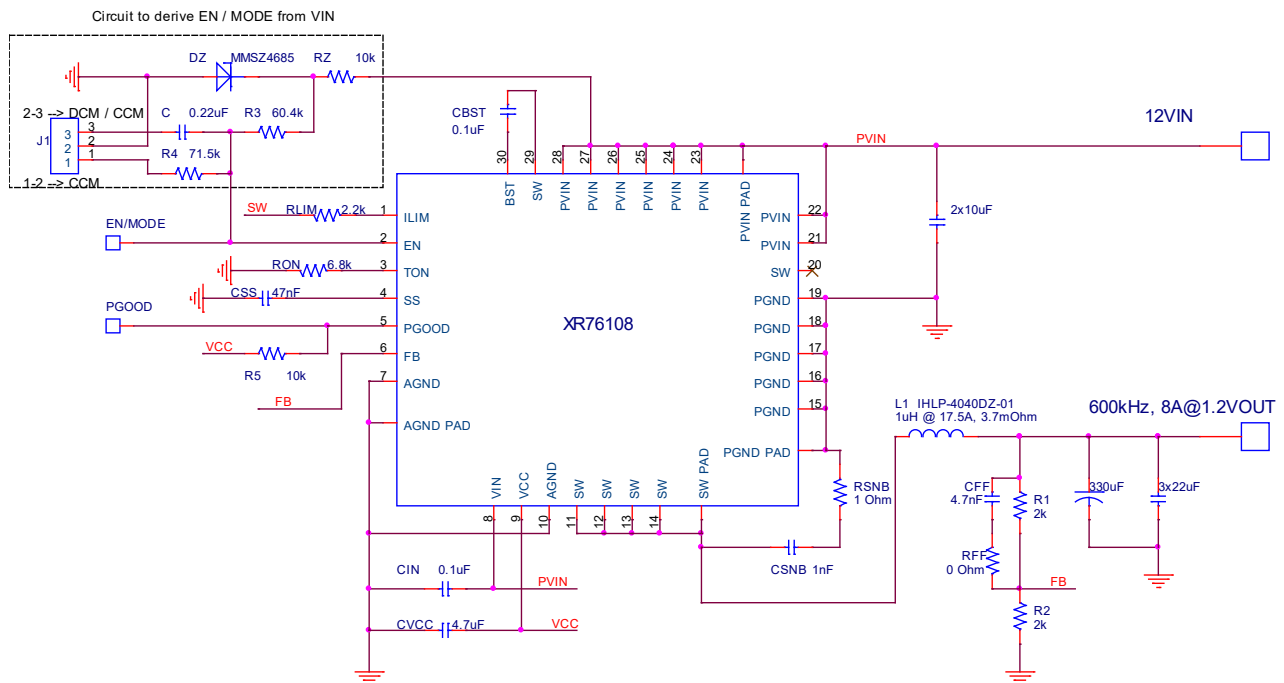 Circuit to derive EN / MODE from VIN
DZ MMSZ4685 RZ 10k
2-3 --> DCM / CCM
C 0.22uF R3 60.4k
J1
3
2
1
3
2
1
R4 71.5k
1-2 --> CCM
CBST
0.1uF
PVIN
12VIN
30 29 28 27 26 25 24 23
BST SW PVIN PVIN PVIN PVIN PVIN PVIN PVIN PAD
SW RLIM 2.2k 1 ILIM
EN/MODE
2 EN
RON 6.8k 3 TON
CSS 47nF 4 SS
PGOOD
5 PGOOD
VCC
R5 10k
6 FB
FB
7 AGND
AGND PAD
XR76108
PVIN 22
PVIN 21
SW 20
PGND 19
PGND 18
PGND 17
PGND 16
PGND 15
PGND PAD
2x10uF
L1 IHLP-4040DZ-01
1uH @ 17.5A, 3.7mOhm
600kHz, 8A@1.2VOUT
VIN VCC AGND SW SW SW SW SW PAD
8 9 10 11 12 13 14
RSNB
1 Ohm
CSNB 1nF
CFF
4.7nF
R1
2k
330uF
3x22uF
RFF
0 Ohm
FB
R2
2k
CIN 0.1uF
PVIN
CVCC 4.7uF
VCC